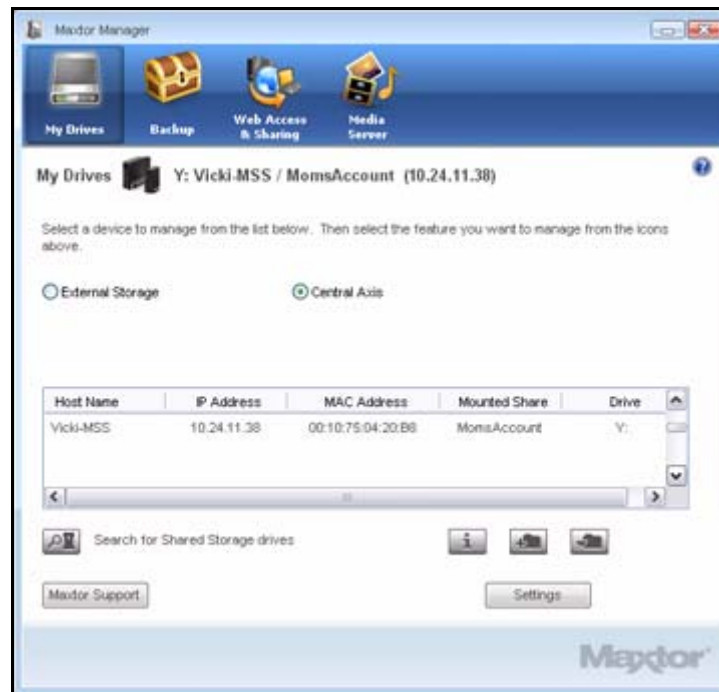 Maxtor Manager
My Drives
Backup
Web Access
& Sharing
Media
Server
My Drives
Y: Vicki-MSS / MomsAccount (10.24.11.38)
Select a device to manage from the list below. Then select the feature you want to manage from the icons
above.
External Storage
Central Axis
Host Name IP Address MAC Address Mounted Share Drive
Vicki-MSS 10.24.11.38 00:10:75:04:20:B8 MomsAccount Y:
Search for Shared Storage drives
i
Maxtor Support
Settings
Maxtor